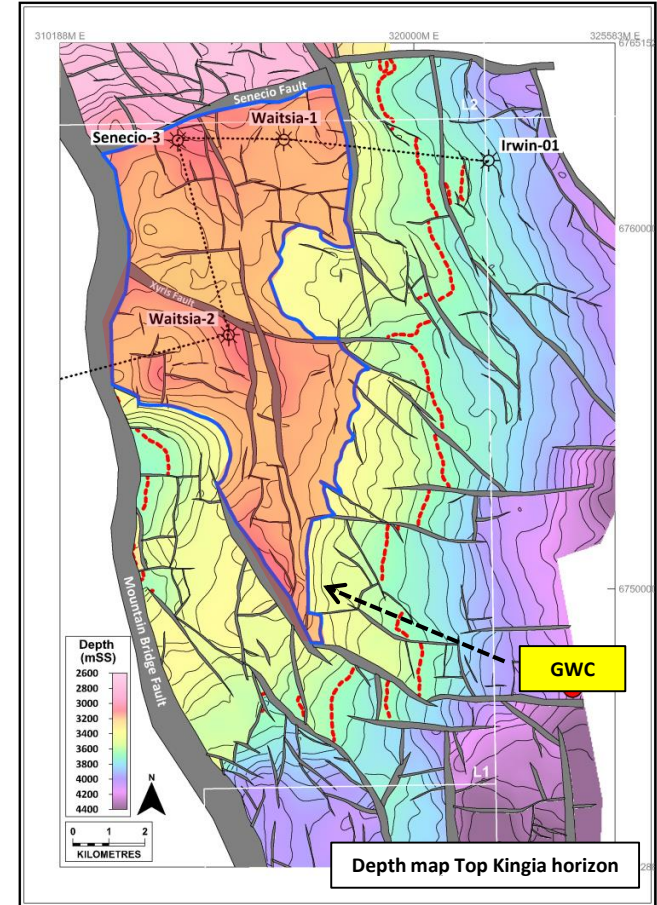 310188M E
320000M E
325583M E
6765152
Senecio Fault
L2
Senecio-3
Waitsia-1
Irwin-01
6760000
Xyris Fault
Waitsia-2
Mountain Bridge Fault
6750000
GWC
Depth
(mSS)
2600
2800
3000
3200
3400
3600
3800
4000
4200
4400
N
0 1 2
KILOMETRES
L1
Depth map Top Kingia horizon